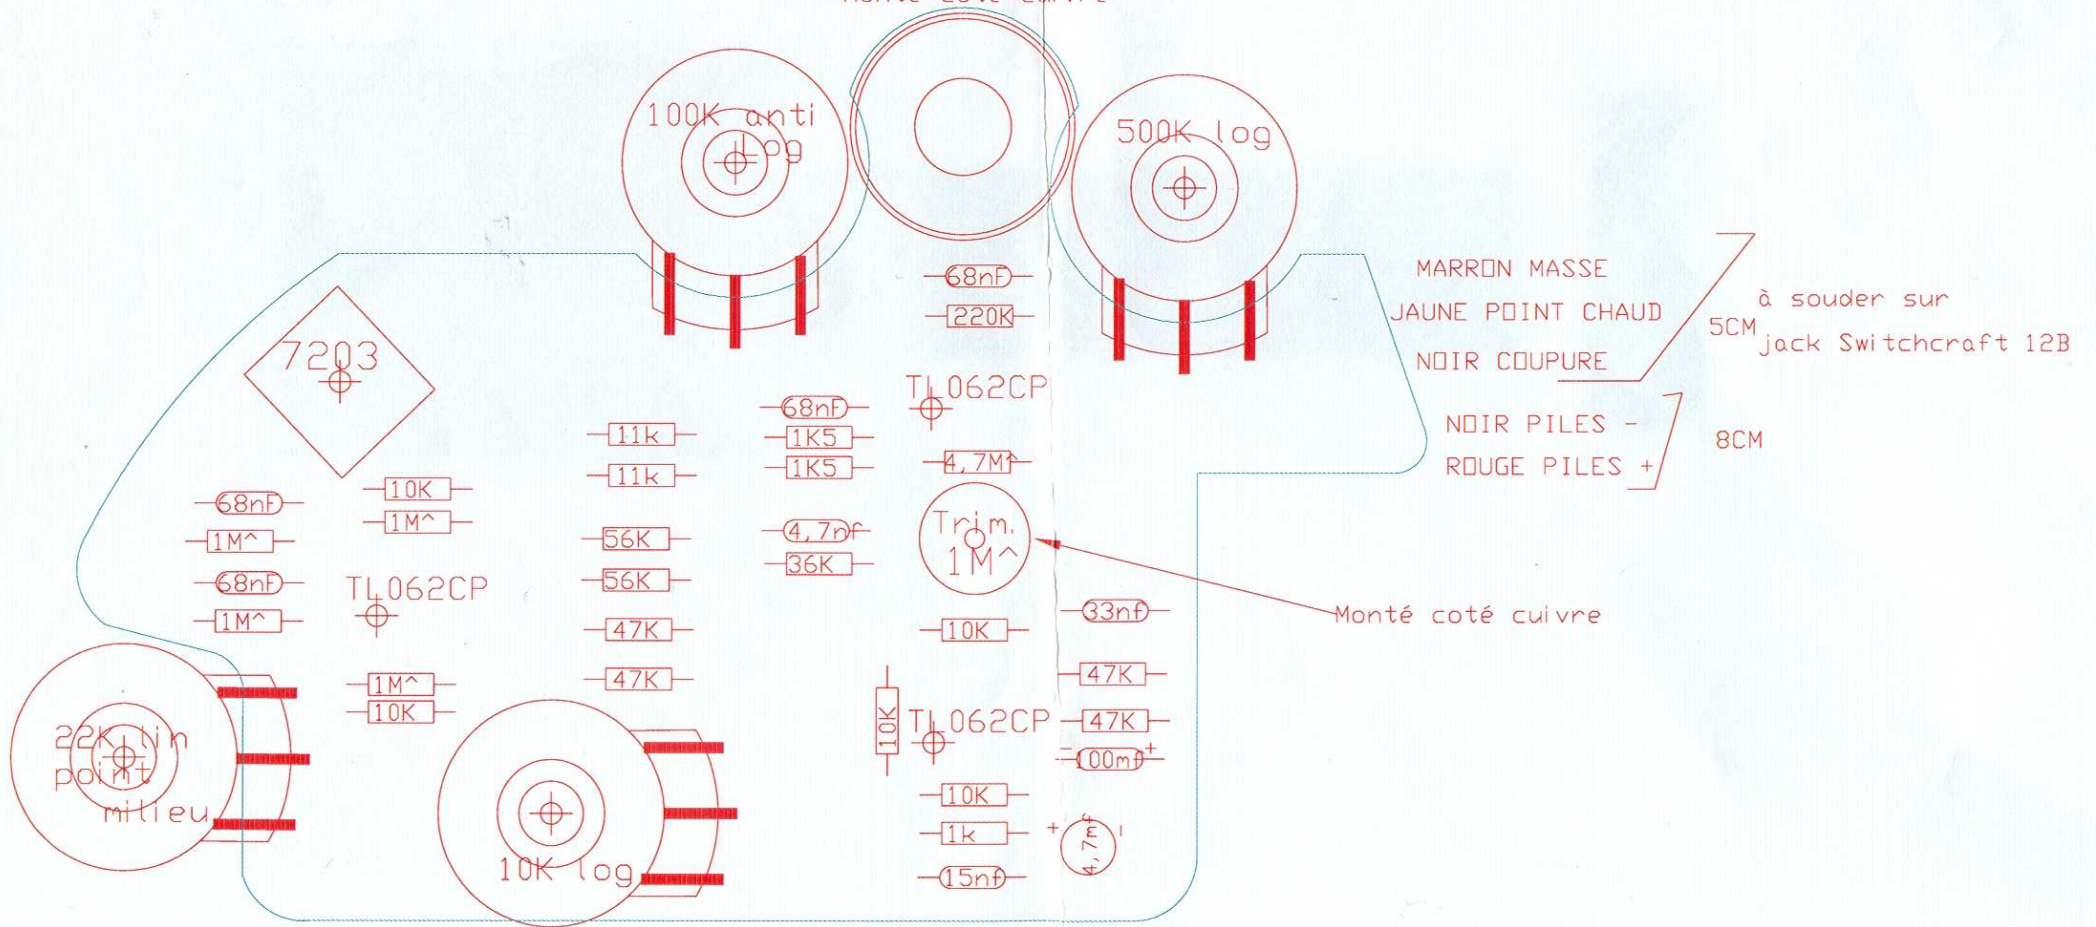 100K anti
Log
500K log
68nF
220K
MARRON MASSE
JAUNE POINT CHAUD
NOIR COUPURE
5CM
à souder sur
jack Switchcraft 12B
NOIR PILES -
ROUGE PILES +
8CM
7203
TL062CP
68nF
1K5
1K5
11k
11k
4,7M^
10K
1M^
68nF
1M^
68nF
1M^
TL062CP
56K
56K
47K
47K
4,7nf
36K
Trim.
1M^
Monté coté cuivre
33nf
10K
47K
47K
10K
TL062CP
- +
100mf
1M^
10K
22K lin
point
milieu
10K log
10K
1k
15nf
+ -
4,7mf